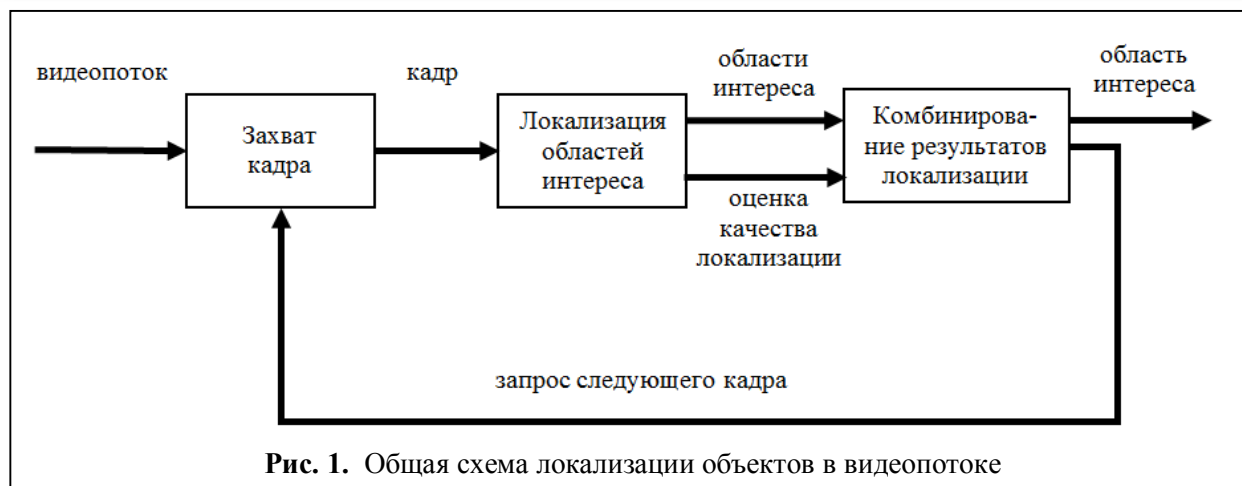 видеопоток
Захват
кадра
кадр
Локализация
областей
интереса
области
интереса
оценка
качества
локализации
Комбинирова-
ние результатов
локализации
область
интереса
запрос следующего кадра
Рис. 1. Общая схема локализации объектов в видеопотоке